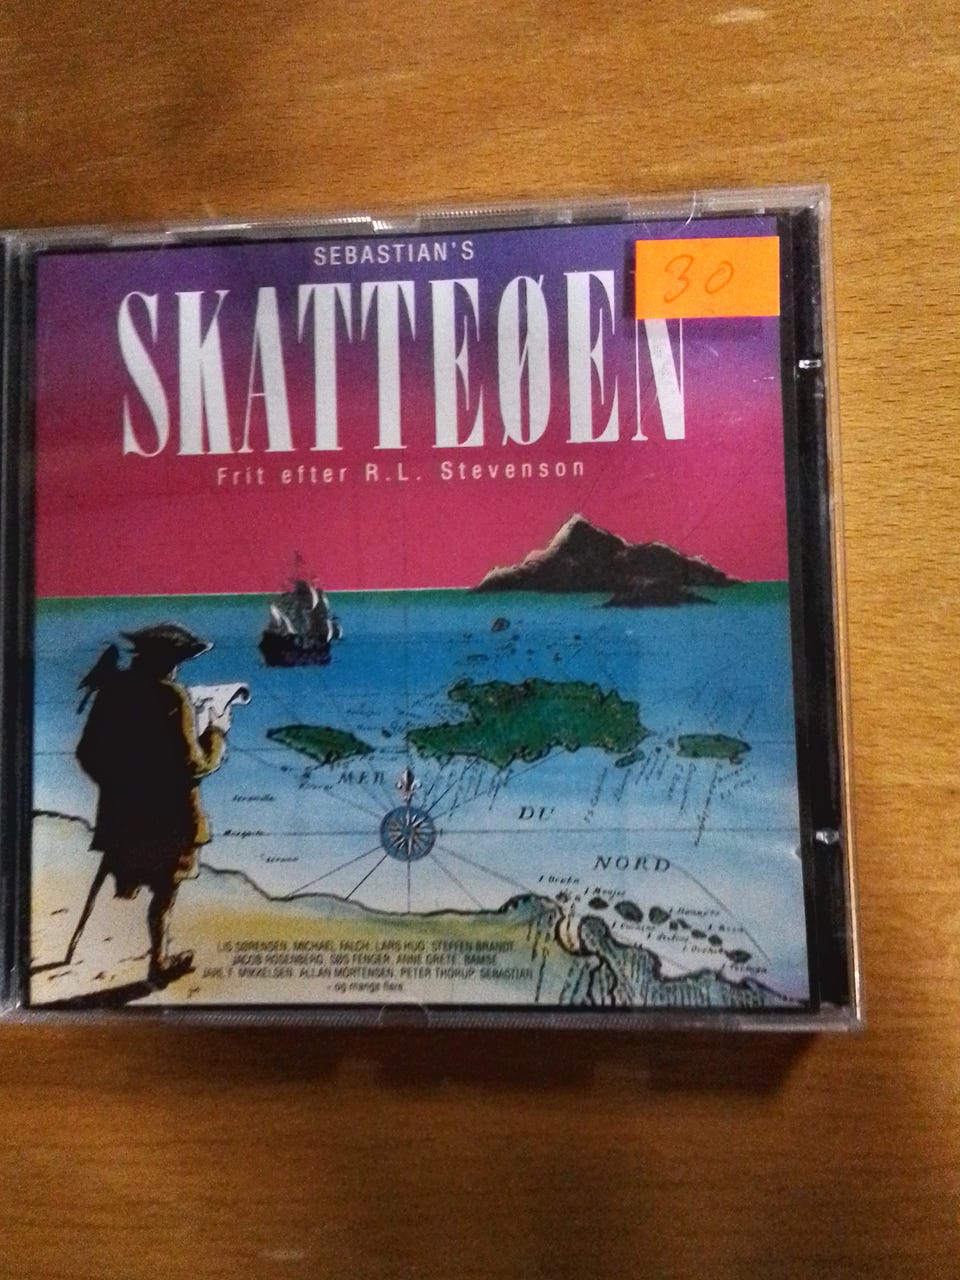 SEBASTIAN'S
30
SKATTEØEN
Frit efter R.L. Stevenson
MER
DU
NORD
LIS SØRENSEN, MICHAEL FALCH, LARS HUG, STEFFEN BRANDT,
JACOB ROSENBERG, SØS FENGER, ANNE GRETE, BAMSE
JARL F. MIKKELSEN, ALLAN MORTENSEN, PETER THORUP, SEBASTIAN
- og mange flere.